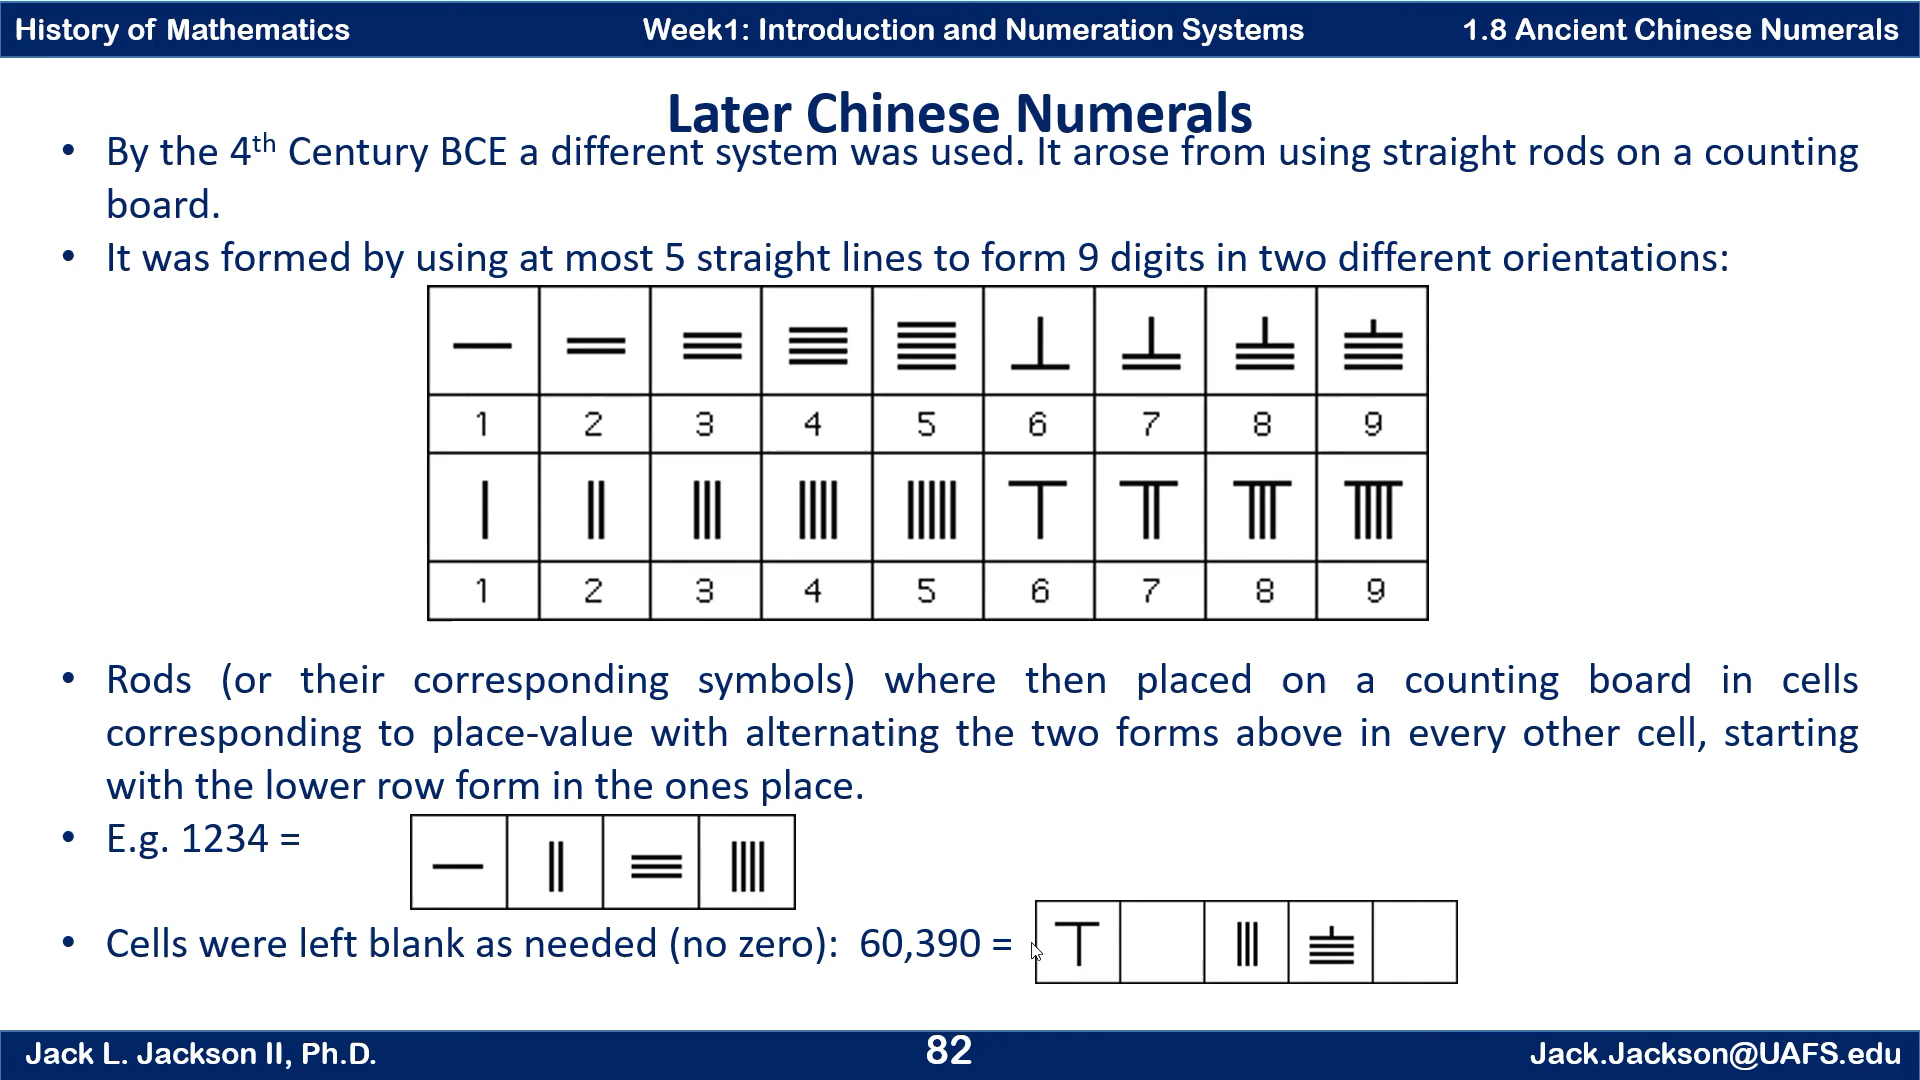 History of Mathematics Week1: Introduction and Numeration Systems 1.8 Ancient Chinese Numerals
Later Chinese Numerals
• By the 4th Century BCE a different system was used. It arose from using straight rods on a counting
board.
• It was formed by using at most 5 straight lines to form 9 digits in two different orientations:
1 2 3 4 5 6 7 8 9
1 2 3 4 5 6 7 8 9
• Rods (or their corresponding symbols) where then placed on a counting board in cells
corresponding to place-value with alternating the two forms above in every other cell, starting
with the lower row form in the ones place.
• E.g. 1234 =
• Cells were left blank as needed (no zero): 60,390 =
Jack L. Jackson II, Ph.D. 82 Jack.Jackson@UAFS.edu